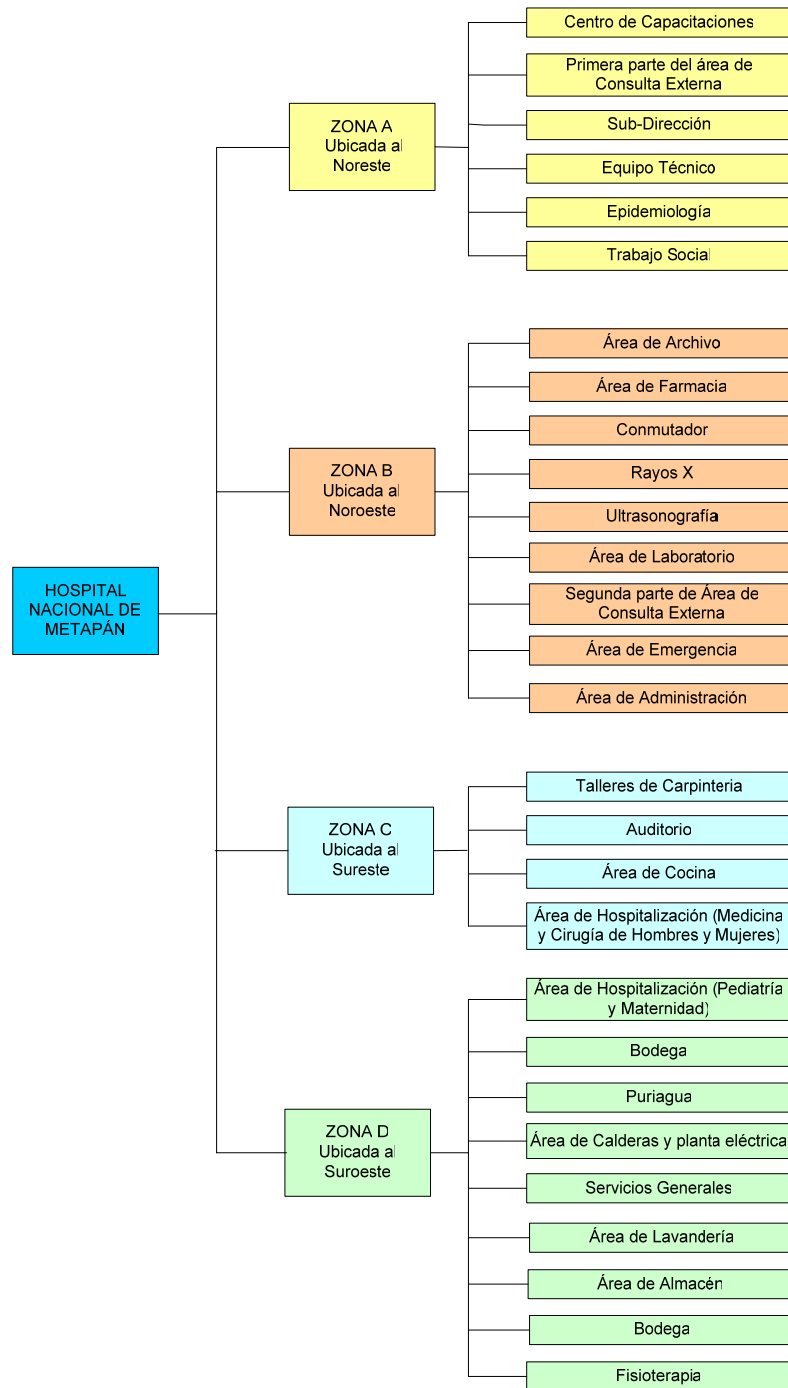 Centro de Capacitaciones
Primera parte del área de
Consulta Externa
ZONA A
Ubicada al
Noreste
Sub-Dirección
Equipo Técnico
Epidemiología
Trabajo Social
Área de Archivo
Área de Farmacia
Conmutador
ZONA B
Ubicada al
Noroeste
Rayos X
Ultrasonografía
Área de Laboratorio
HOSPITAL
NACIONAL DE
METAPÁN
Segunda parte de Área de
Consulta Externa
Área de Emergencia
Área de Administración
Talleres de Carpinteria
ZONA C
Ubicada al
Sureste
Auditorio
Área de Cocina
Área de Hospitalización (Medicina
y Cirugía de Hombres y Mujeres)
Área de Hospitalización (Pediatría
y Maternidad)
Bodega
Puriagua
ZONA D
Ubicada al
Suroeste
Área de Calderas y planta eléctrica
Servicios Generales
Área de Lavandería
Área de Almacén
Bodega
Fisioterapia